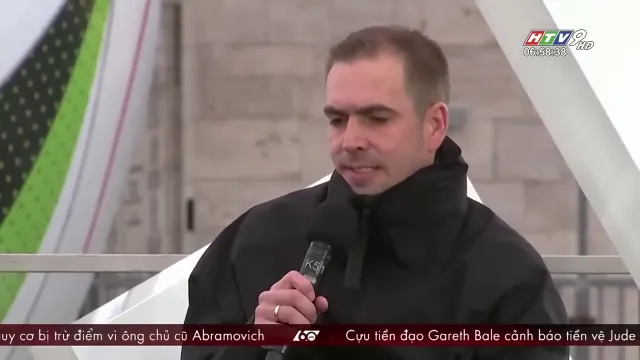 HTV9 HD
06:58:38
K5
uy cơ bị trừ điểm vì ông chủ cũ Abramovich
Cựu tiền đạo Gareth Bale cảnh báo tiền vệ Jude